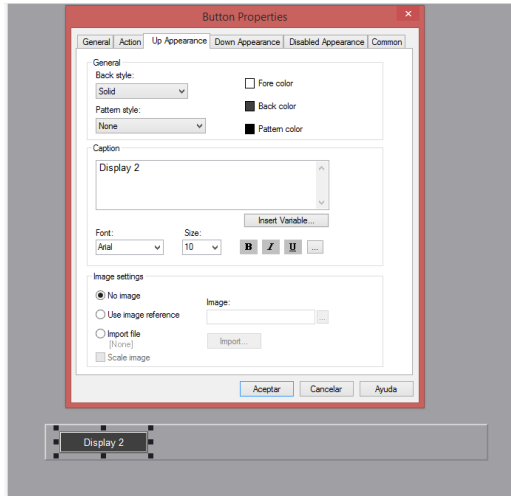 Button Properties
×
General Action Up Appearance Down Appearance Disabled Appearance Common
General
Back style:
Solid
Fore color
Back color
Pattern style:
None
Pattern color
Caption
Display 2
Insert Variable...
Font: Size:
Arial 10 B I U ...
Image settings
No image
Image:
Use image reference
...
Import file
[None]
Import...
Scale image
Aceptar Cancelar Ayuda
Display 2